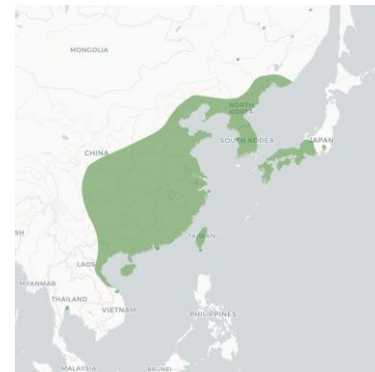 MONGOLIA
NORTH
KOREA
SOUTH KOREA
JAPAN
CHINA
TAIWAN
LAOS
MYANMAR
THAILAND
VIETNAM
PHILIPPINES
MALAYSIA
BRUNEI